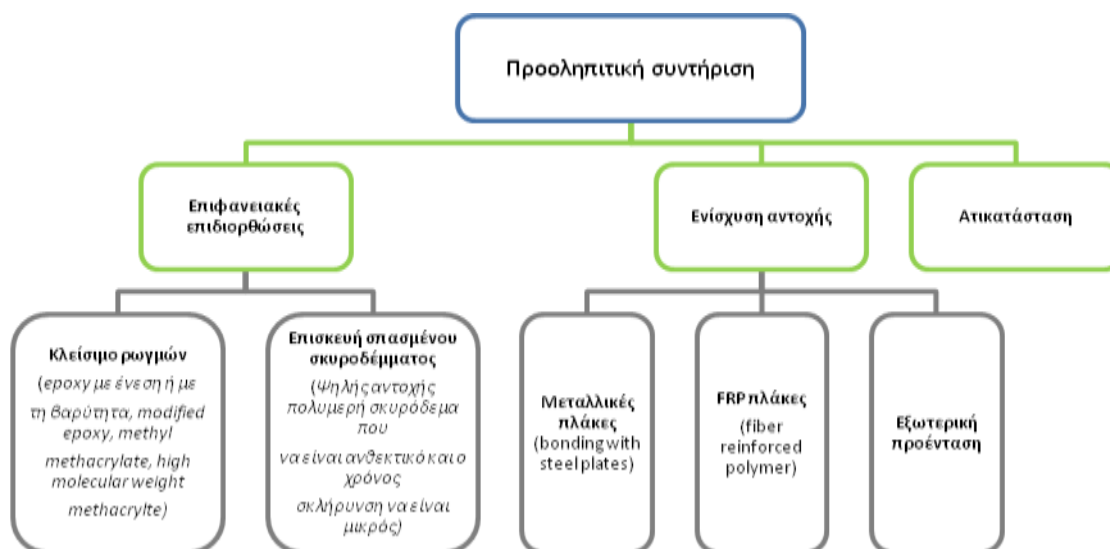 Προοληπιτική συντήριση
Επιφανειακές
επιδιορθώσεις
Ενίσχυση αντοχής
Ατικατάσταση
Κλείσιμο ρωγμών
(epoxy με ένεση ή με
τη βαρύτητα, modified
epoxy, methyl
methacrylate, high
molecular weight
methacrylte)
Επισκευή σπασμένου
σκυροδέμματος
(Ψηλής αντοχής
πολυμερή σκυρόδεμα
που
να είναι ανθεκτικό και ο
χρόνος
σκλήρυνση να είναι
μικρός)
Μεταλλικές
πλάκες
(bonding with
steel plates)
FRP πλάκες
(fiber
reinforced
polymer)
Εξωτερική
προένταση